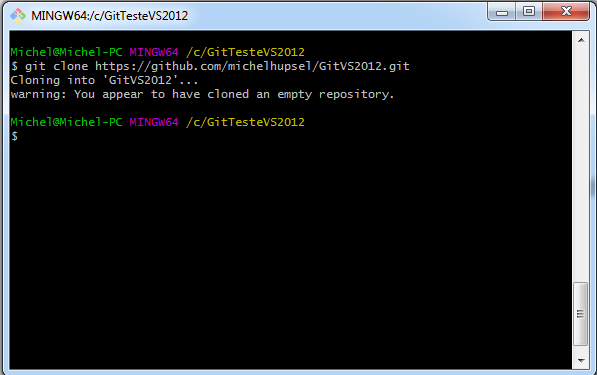 MINGW64:/c/GitTesteVS2012
Michel@Michel-PC MINGW64 /c/GitTesteVS2012
$ git clone https://github.com/michelhupsel/GitVS2012.git
Cloning into 'GitVS2012'...
warning: You appear to have cloned an empty repository.
Michel@Michel-PC MINGW64 /c/GitTesteVS2012
$